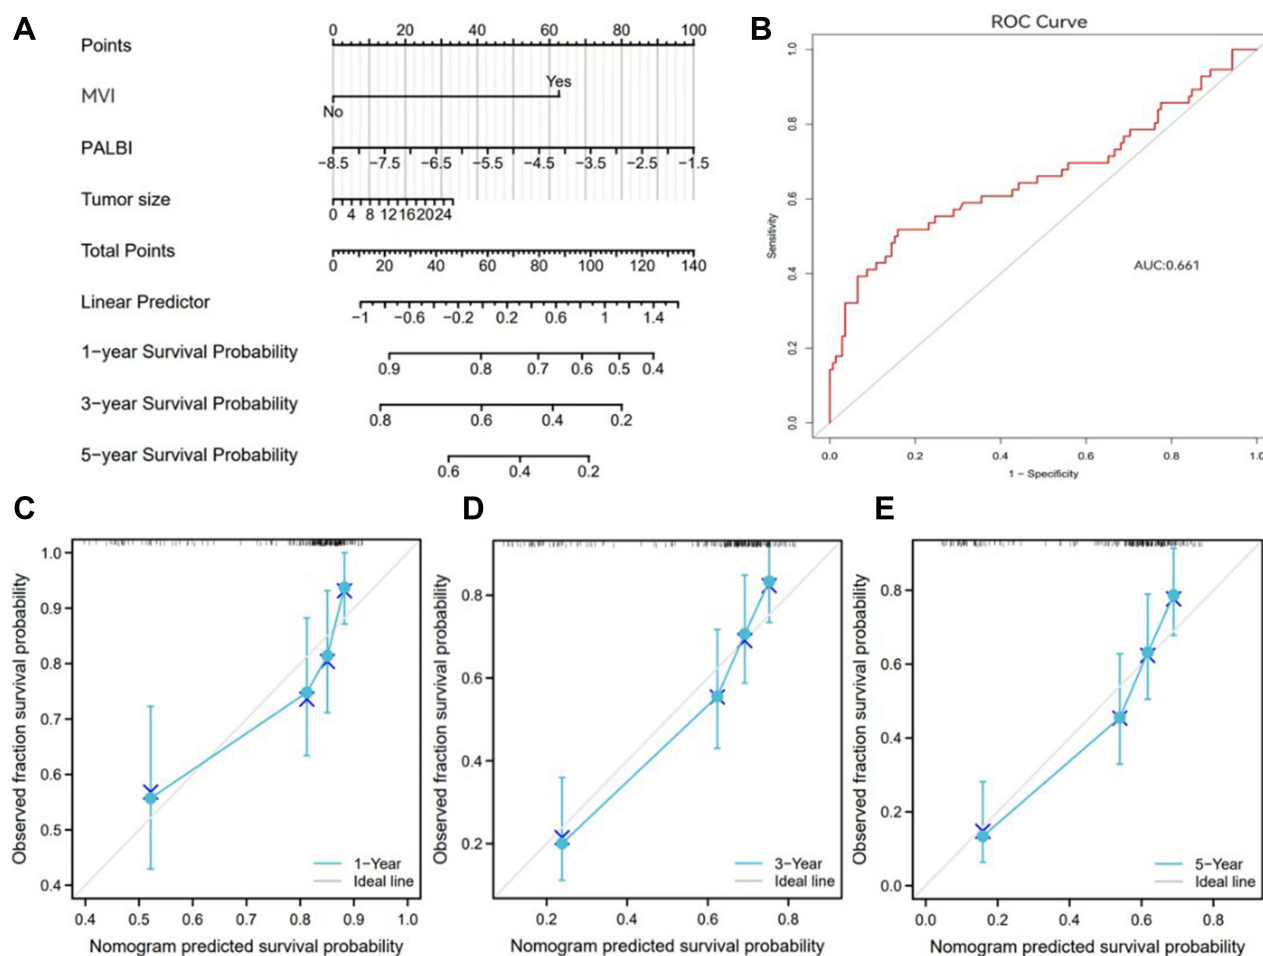 A
Points
0 20 40 60 80 100
MVI
No Yes
PALBI
−8.5 −7.5 −6.5 −5.5 −4.5 −3.5 −2.5 −1.5
Tumor size
0 4 8 12 16 20 24
Total Points
0 20 40 60 80 100 120 140
Linear Predictor
−1 −0.6 −0.2 0.2 0.6 1 1.4
1−year Survival Probability
0.9 0.8 0.7 0.6 0.5 0.4
3−year Survival Probability
0.8 0.6 0.4 0.2
5−year Survival Probability
0.6 0.4 0.2
B
ROC Curve
Sensitivity
1.0
0.8
0.6
0.4
0.2
0.0
AUC:0.661
0.0 0.2 0.4 0.6 0.8 1.0
1 − Specificity
C
Observed fraction survival probability
1.0
0.9
0.8
0.7
0.6
0.5
0.4
1−Year
Ideal line
0.4 0.5 0.6 0.7 0.8 0.9 1.0
Nomogram predicted survival probability
D
Observed fraction survival probability
0.8
0.6
0.4
0.2
3−Year
Ideal line
0.2 0.4 0.6 0.8
Nomogram predicted survival probability
E
Observed fraction survival probability
0.8
0.6
0.4
0.2
0.0
5−Year
Ideal line
0.0 0.2 0.4 0.6 0.8
Nomogram predicted survival probability